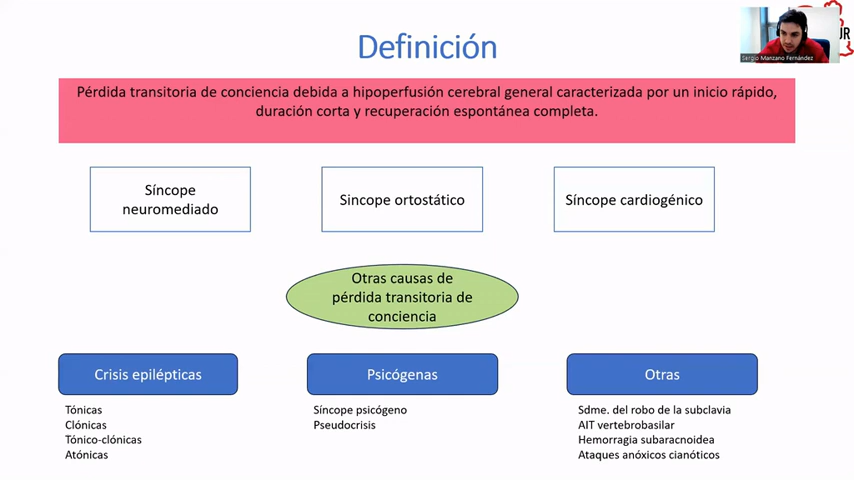 Definición
Pérdida transitoria de conciencia debida a hipoperfusión cerebral general caracterizada por un inicio rápido,
duración corta y recuperación espontánea completa.
Síncope
neuromediado
Sincope ortostático
Síncope cardiogénico
Otras causas de
pérdida transitoria de
conciencia
Crisis epilépticas
Tónicas
Clónicas
Tónico-clónicas
Atónicas
Psicógenas
Síncope psicógeno
Pseudocrisis
Otras
Sdme. del robo de la subclavia
AIT vertebrobasilar
Hemorragia subaracnoidea
Ataques anóxicos cianóticos
Sergio Manzano Fernández